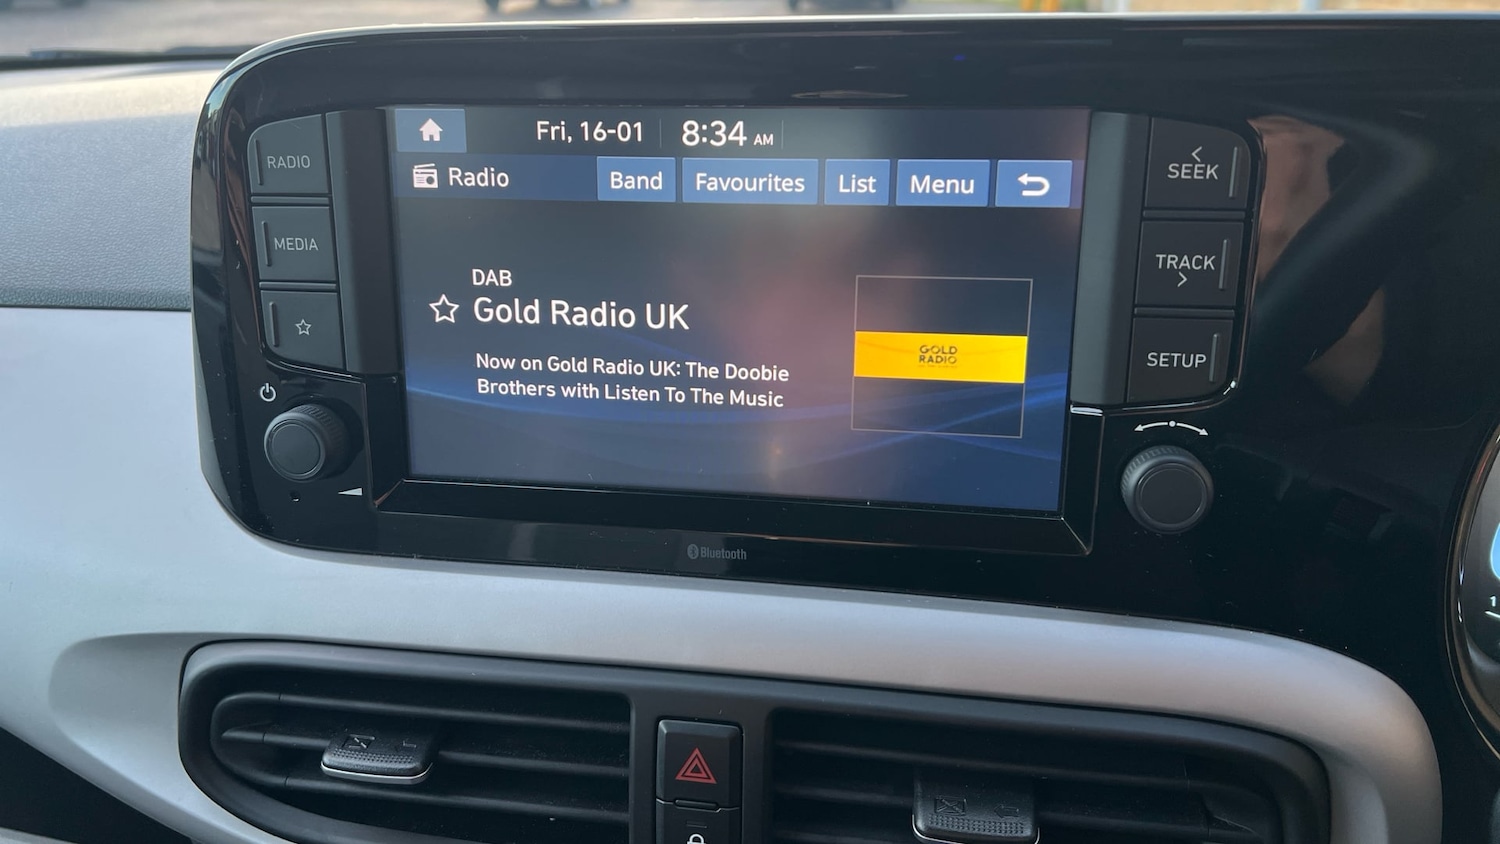 Fri, 16-01 8:34 AM
RADIO
Radio Band Favourites List Menu
SEEK
MEDIA
TRACK
DAB
Gold Radio UK
Now on Gold Radio UK: The Doobie
Brothers with Listen To The Music
GOLD
RADIO
SETUP
Bluetooth
1